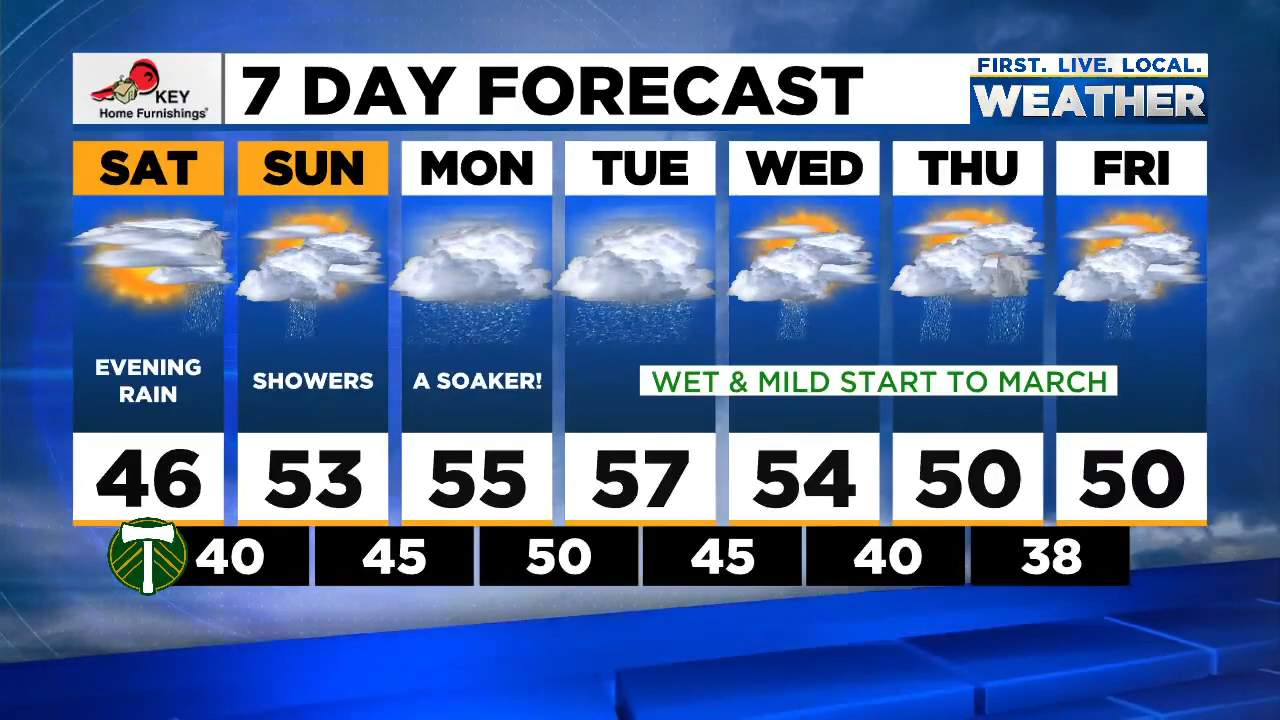 KEY
Home Furnishings®
7 DAY FORECAST
FIRST. LIVE. LOCAL.
WEATHER
SAT SUN MON TUE WED THU FRI
EVENING
RAIN
SHOWERS
A SOAKER!
WET & MILD START TO MARCH
46 53 55 57 54 50 50
40 45 50 45 40 38